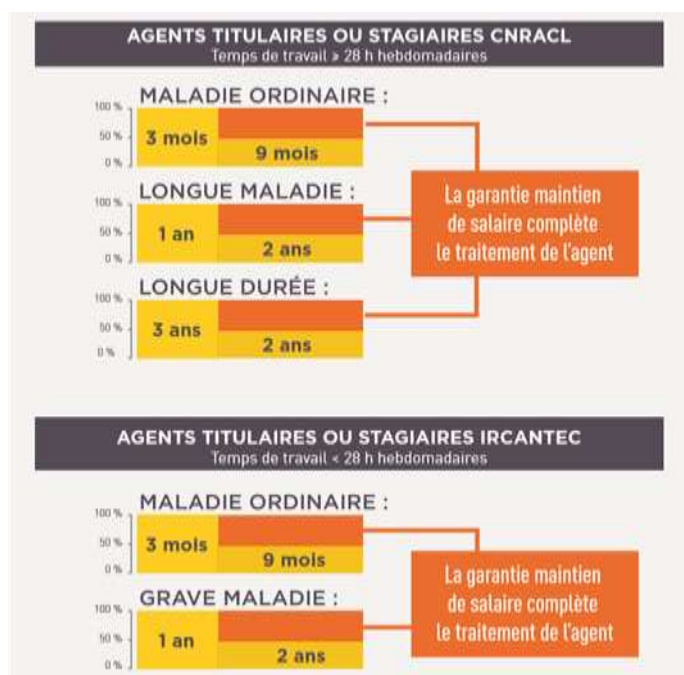 AGENTS TITULAIRES OU STAGIAIRES CNRACL
Temps de travail > 28 h hebdomadaires
MALADIE ORDINAIRE :
100 %
50 %
0 %
3 mois
9 mois
LONGUE MALADIE :
100 %
50 %
0 %
1 an
2 ans
LONGUE DURÉE :
100 %
50 %
0 %
3 ans
2 ans
La garantie maintien
de salaire complète
le traitement de l'agent
AGENTS TITULAIRES OU STAGIAIRES IRCANTEC
Temps de travail < 28 h hebdomadaires
MALADIE ORDINAIRE :
100 %
50 %
0 %
3 mois
9 mois
GRAVE MALADIE :
100 %
50 %
0 %
1 an
2 ans
La garantie maintien
de salaire complète
le traitement de l'agent